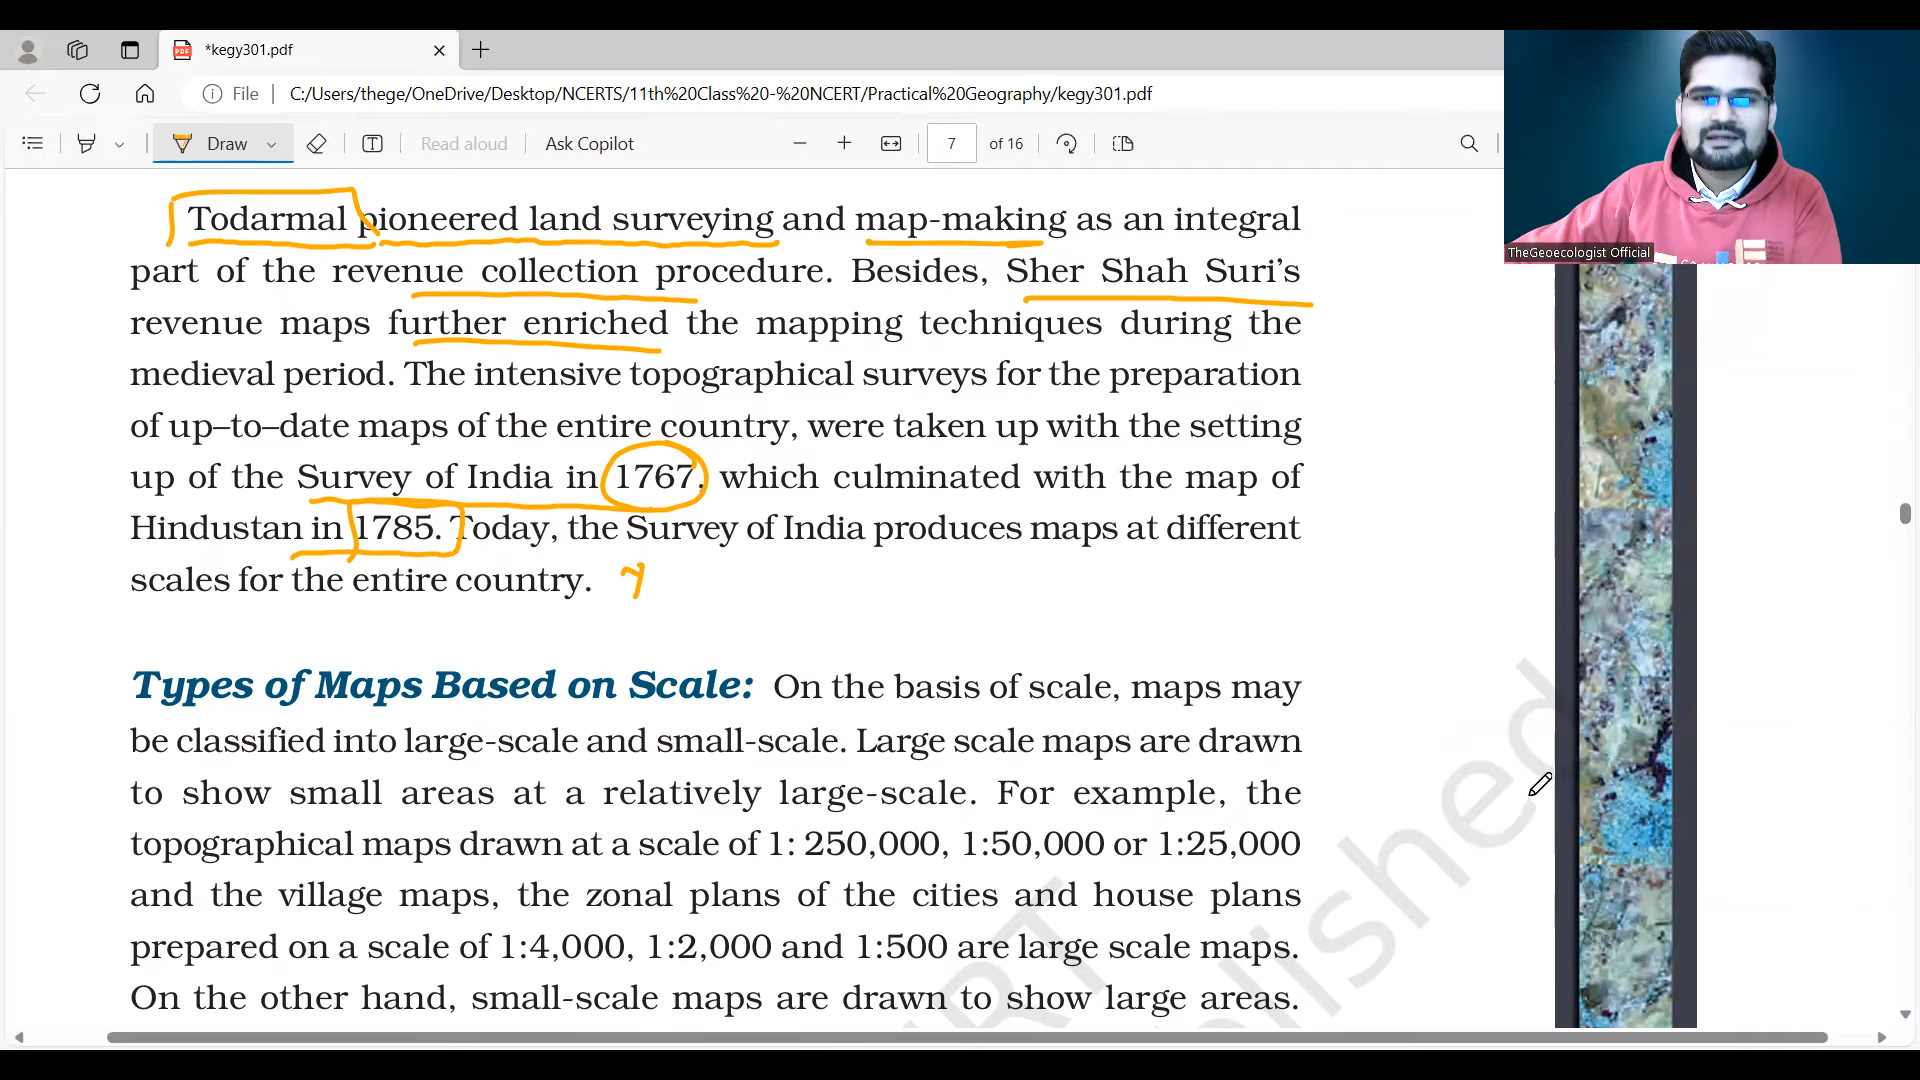 *kegy301.pdf
File
C:/Users/thege/OneDrive/Desktop/NCERTS/11th%20Class%20-%20NCERT/Practical%20Geography/kegy301.pdf
Draw
Read aloud
Ask Copilot
7
of 16
TheGeoecologist Official
Todarmal pioneered land surveying and map-making as an integral
part of the revenue collection procedure. Besides, Sher Shah Suri’s
revenue maps further enriched the mapping techniques during the
medieval period. The intensive topographical surveys for the preparation
of up–to–date maps of the entire country, were taken up with the setting
up of the Survey of India in 1767, which culminated with the map of
Hindustan in 1785. Today, the Survey of India produces maps at different
scales for the entire country.
Types of Maps Based on Scale: On the basis of scale, maps may
be classified into large-scale and small-scale. Large scale maps are drawn
to show small areas at a relatively large-scale. For example, the
topographical maps drawn at a scale of 1: 250,000, 1:50,000 or 1:25,000
and the village maps, the zonal plans of the cities and house plans
prepared on a scale of 1:4,000, 1:2,000 and 1:500 are large scale maps.
On the other hand, small-scale maps are drawn to show large areas.